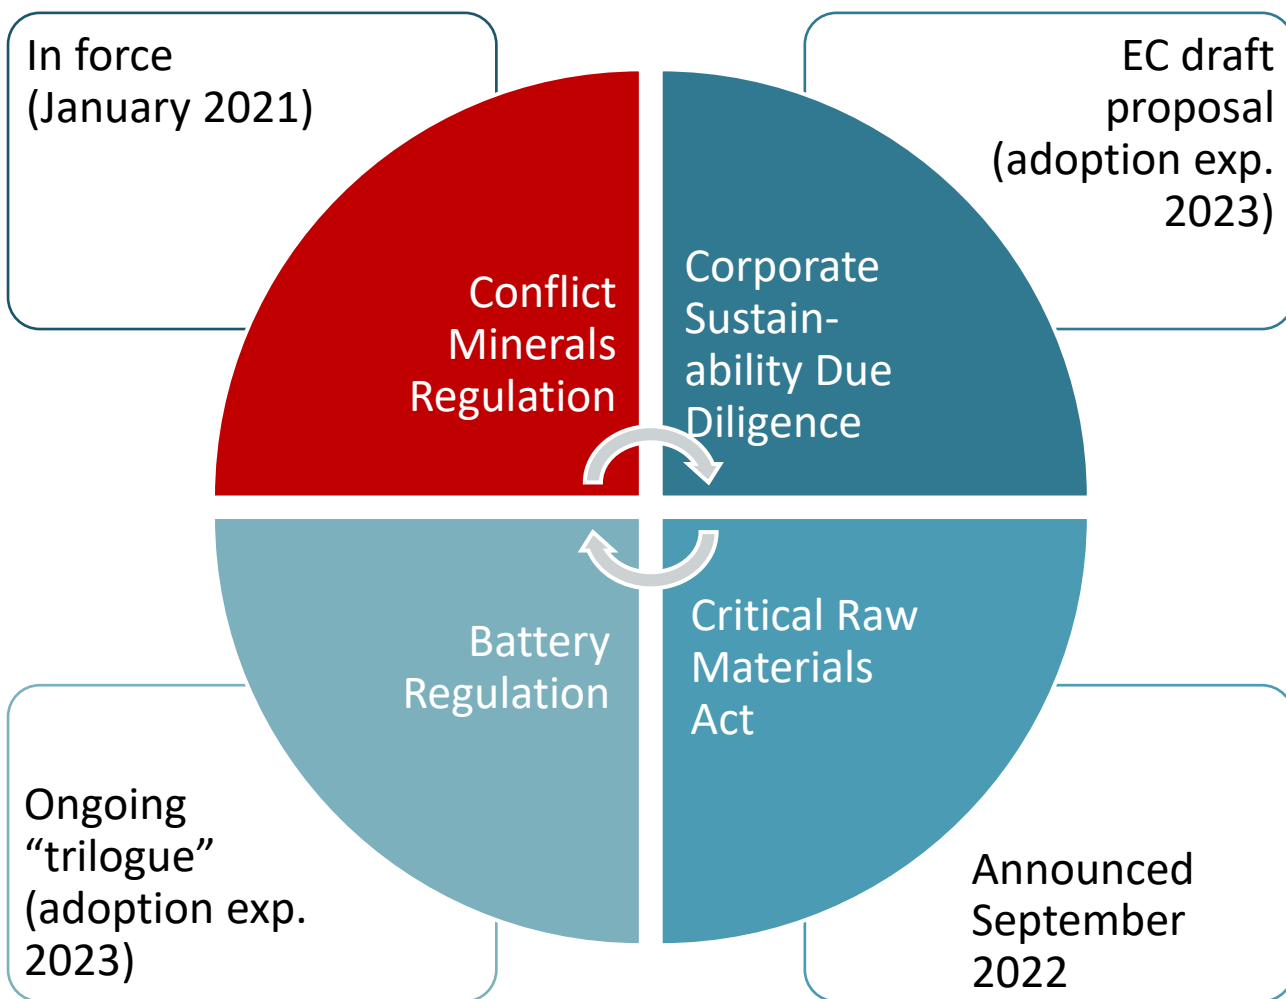 In force
(January 2021)
EC draft
proposal
(adoption exp.
2023)
Conflict
Minerals
Regulation
Corporate
Sustain-
ability Due
Diligence
Battery
Regulation
Critical Raw
Materials
Act
Ongoing
“trilogue”
(adoption exp.
2023)
Announced
September
2022